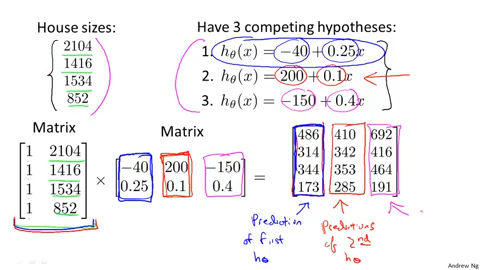 House sizes:
2104
1416
1534
852
Have 3 competing hypotheses:
1. hθ(x) = −40 + 0.25x
2. hθ(x) = 200 + 0.1x
3. hθ(x) = −150 + 0.4x
Matrix
Matrix
1 2104
1 1416
1 1534
1 852
×
−40 200 −150
0.25 0.1 0.4
=
486 410 692
314 342 416
344 353 464
173 285 191
Prediction
of first
hθ
Predictions
of 2nd
hθ
Andrew Ng